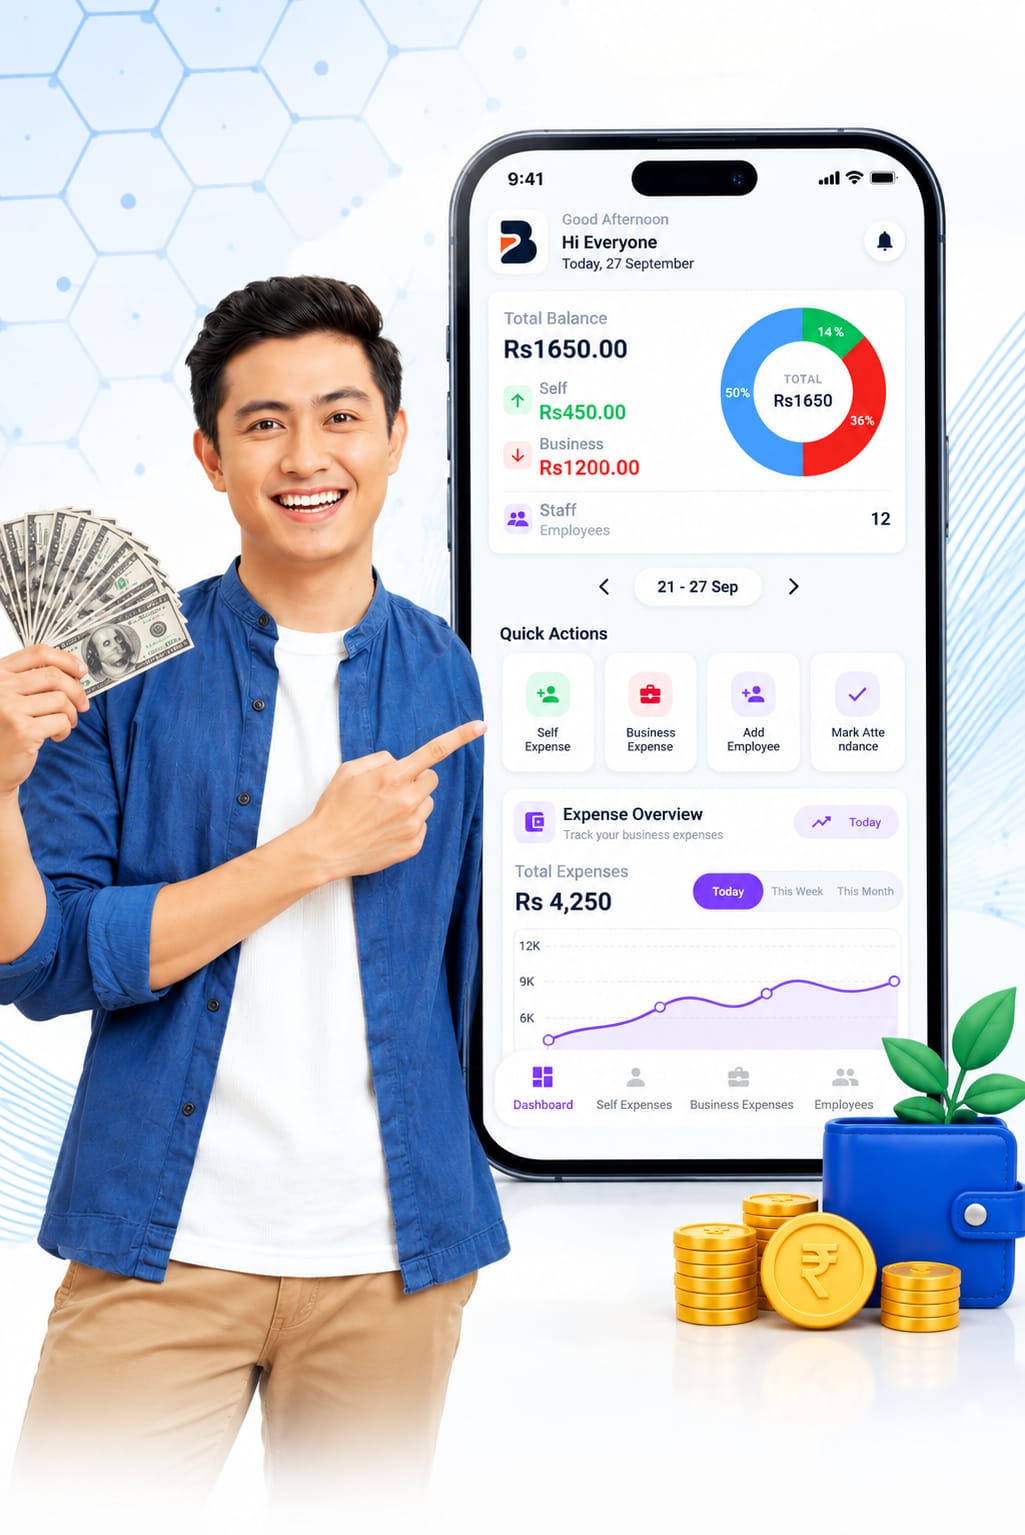 9:41
Good Afternoon
Hi Everyone
Today, 27 September
Total Balance
Rs1650.00
Self
Rs450.00
Business
Rs1200.00
14%
50%
36%
TOTAL
Rs1650
Staff
Employees
12
21 - 27 Sep
Quick Actions
Self
Expense
Business
Expense
Add
Employee
Mark Atte
ndance
Expense Overview
Track your business expenses
Today
Total Expenses
Rs 4,250
Today
This Week
This Month
12K
9K
6K
Dashboard
Self Expenses
Business Expenses
Employees
₹